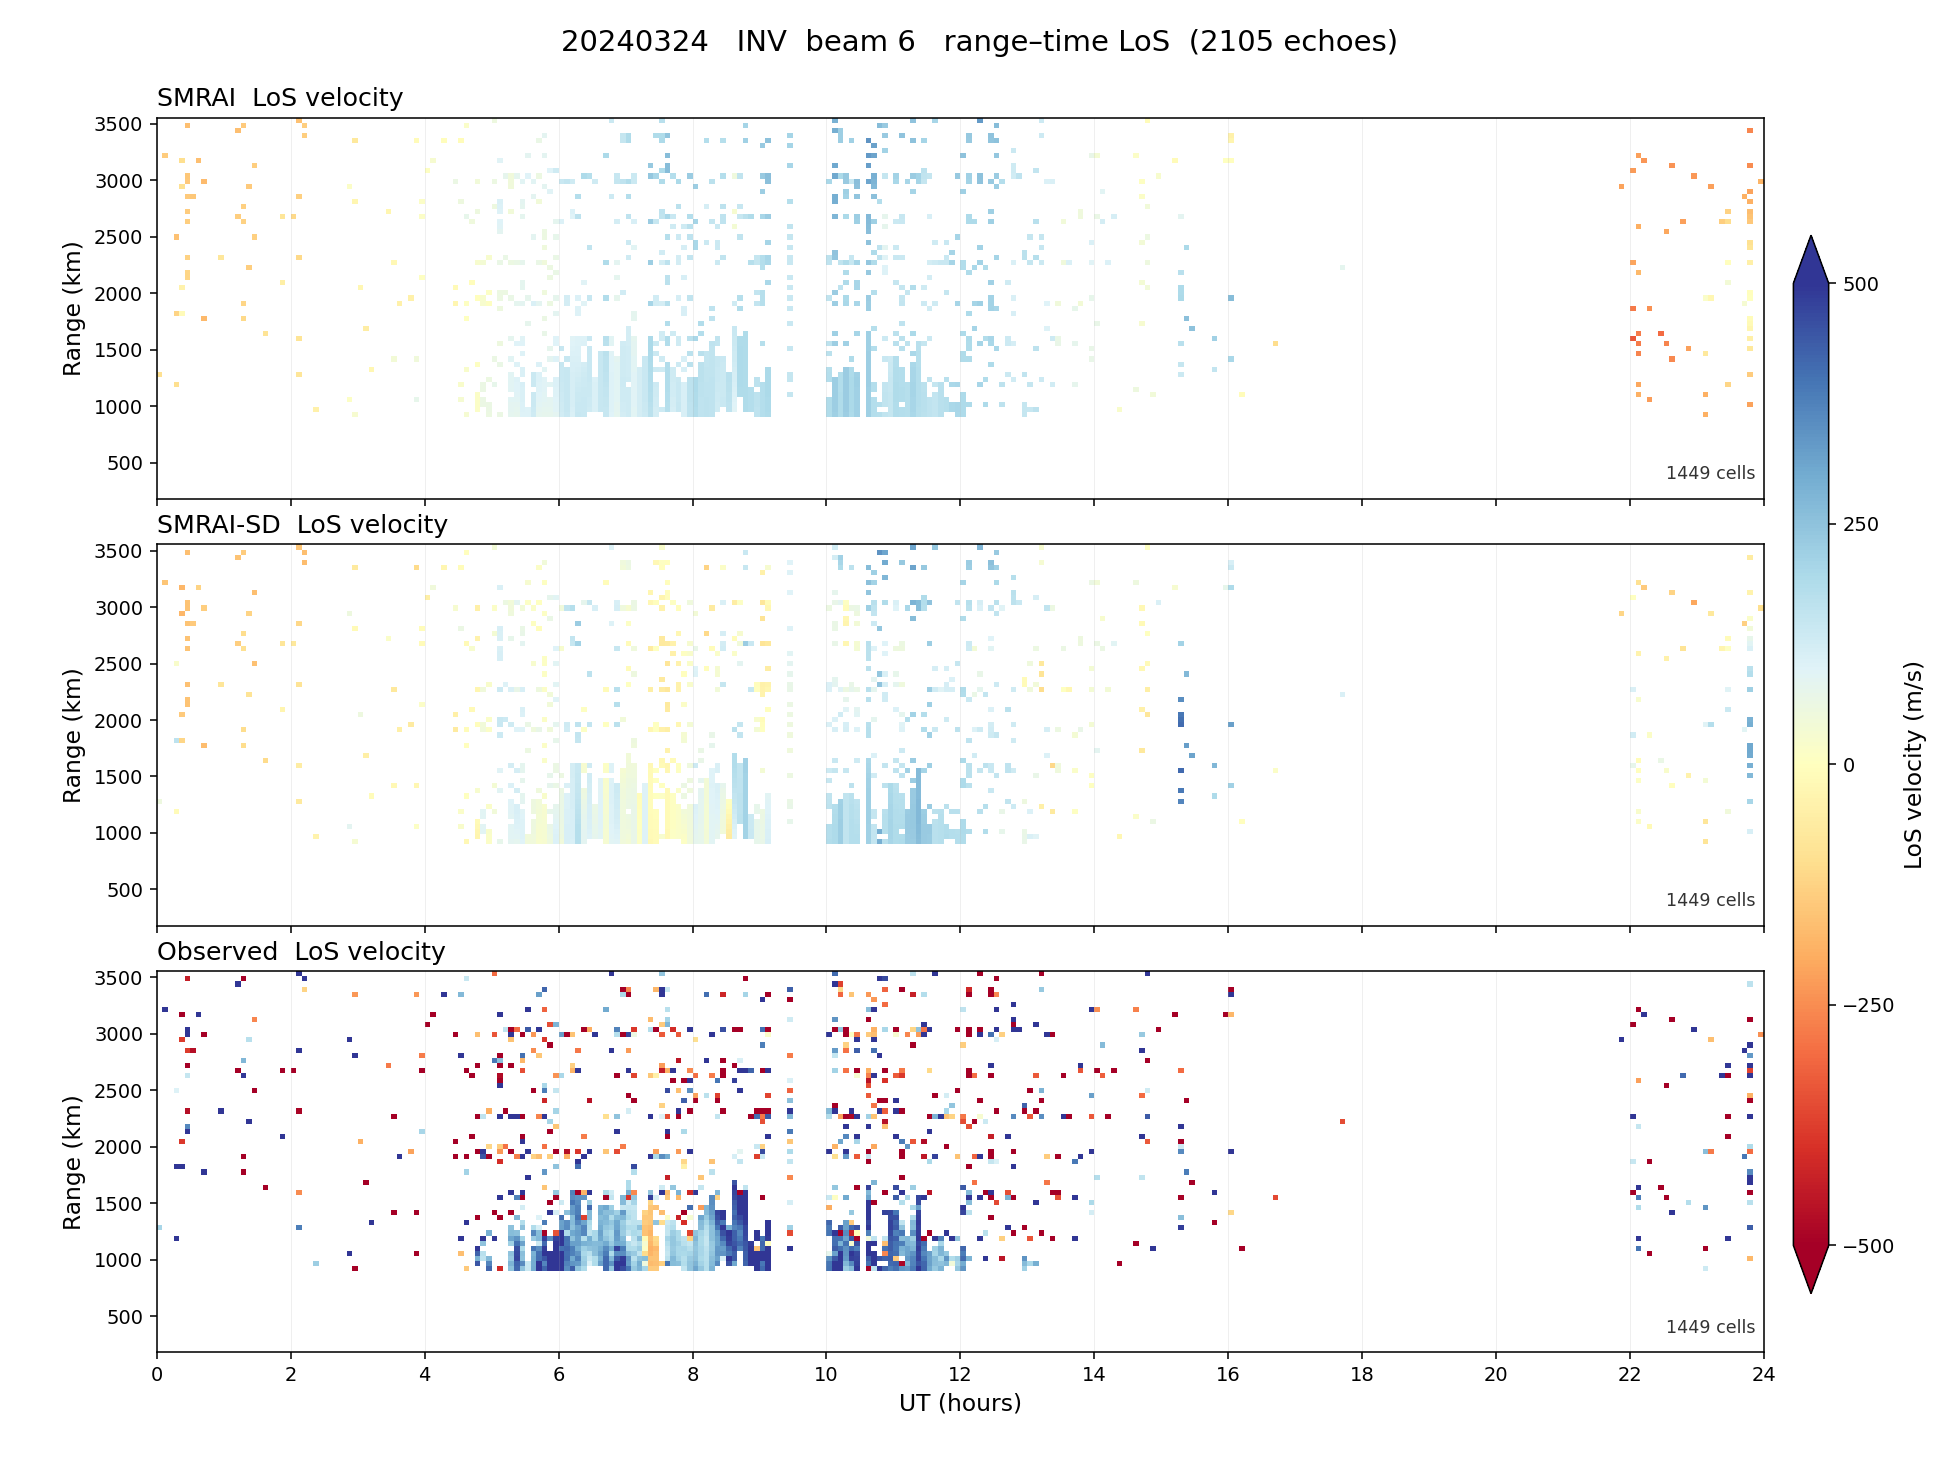 20240324   INV  beam 6   range–time LoS  (2105 echoes)
SMRAI  LoS velocity
3500
3000
2500
2000
1500
1000
500
Range (km)
1449 cells
SMRAI-SD  LoS velocity
3500
3000
2500
2000
1500
1000
500
Range (km)
1449 cells
Observed  LoS velocity
3500
3000
2500
2000
1500
1000
500
Range (km)
1449 cells
0 2 4 6 8 10 12 14 16 18 20 22 24
UT (hours)
500
250
0
−250
−500
LoS velocity (m/s)